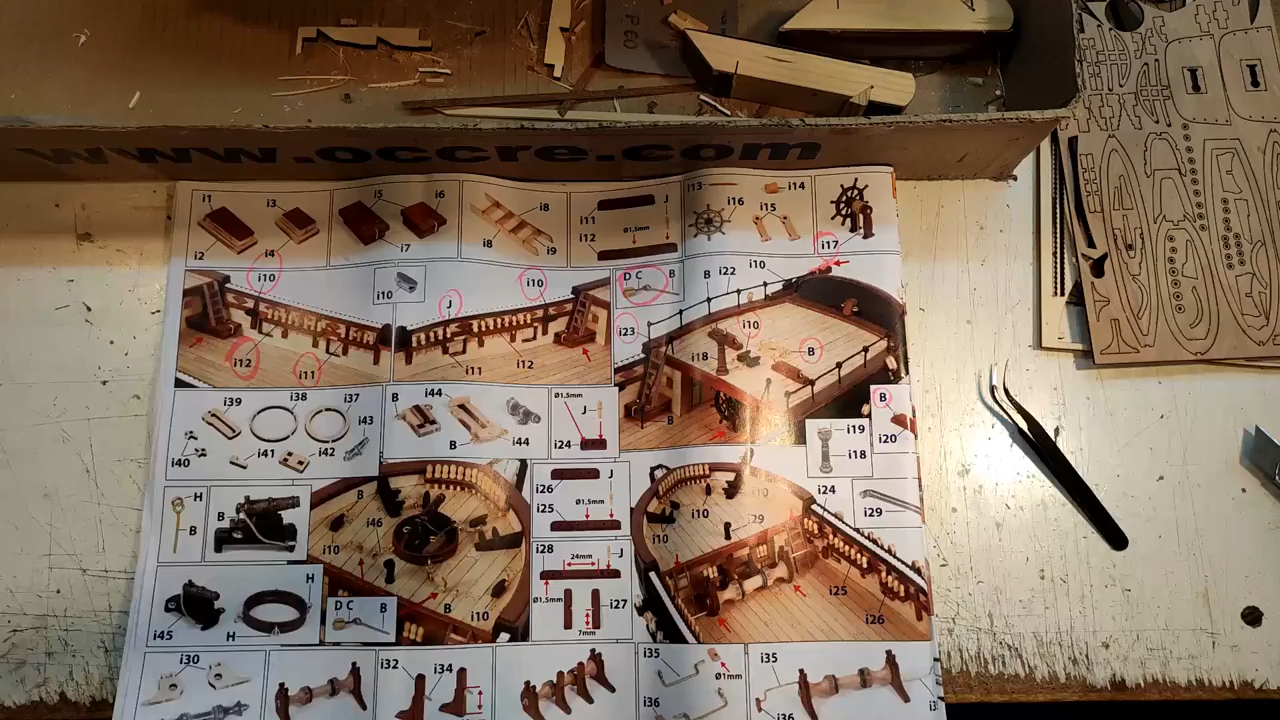 P 60
www.occre.com
i1
i3
i2
i4
i5
i6
i7
i8
i8
i9
i11
J
i12
Ø1,5mm
i13
i14
i16
i15
i17
i10
i10
J
i10
i12
i11
i11
i12
D C B
B
i22
i10
i23
i10
i18
B
B
B
i20
i19
i18
i39
i38
i37
i43
i40
i41
i42
B
i44
B
i44
Ø1,5mm
J
i24
H
B
B
B
i46
i10
B
i10
i26
J
i25
Ø1,5mm
i10
i10
i29
i10
i24
i29
i25
i26
i28
24mm
J
Ø1,5mm
i27
7mm
i45
H
H
D C B
i30
i32
i34
i35
Ø1mm
i36
i35
i36